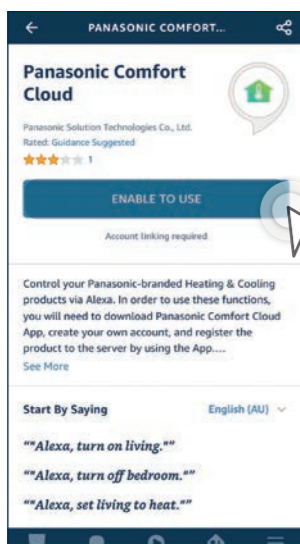 PANASONIC COMFORT...
Panasonic Comfort
Cloud
Panasonic Solution Technologies Co., Ltd.
Rated: Guidance Suggested
1
ENABLE TO USE
Account linking required
Control your Panasonic-branded Heating & Cooling
products via Alexa. In order to use these functions,
you will need to download Panasonic Comfort Cloud
App, create your own account, and register the
product to the server by using the App....
See More
Start By Saying English (AU)
""Alexa, turn on living.""
""Alexa, turn off bedroom.""
""Alexa, set living to heat.""